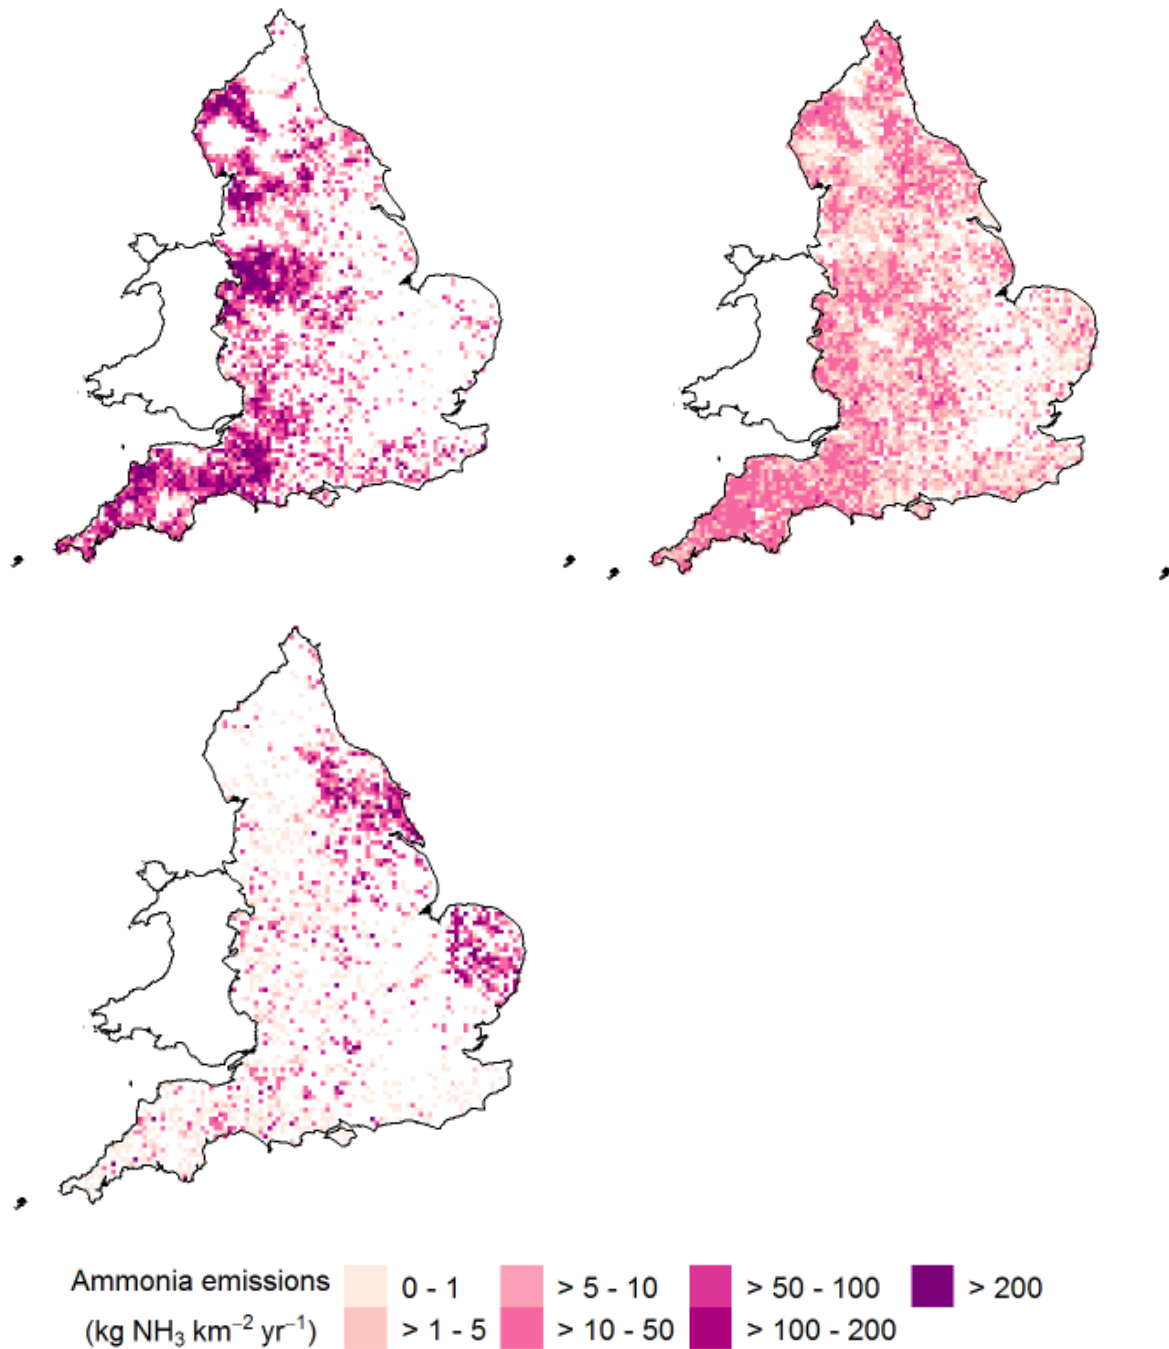 Ammonia emissions
(kg NH₃ km⁻² yr⁻¹)
0 - 1
> 1 - 5
> 5 - 10
> 10 - 50
> 50 - 100
> 100 - 200
> 200